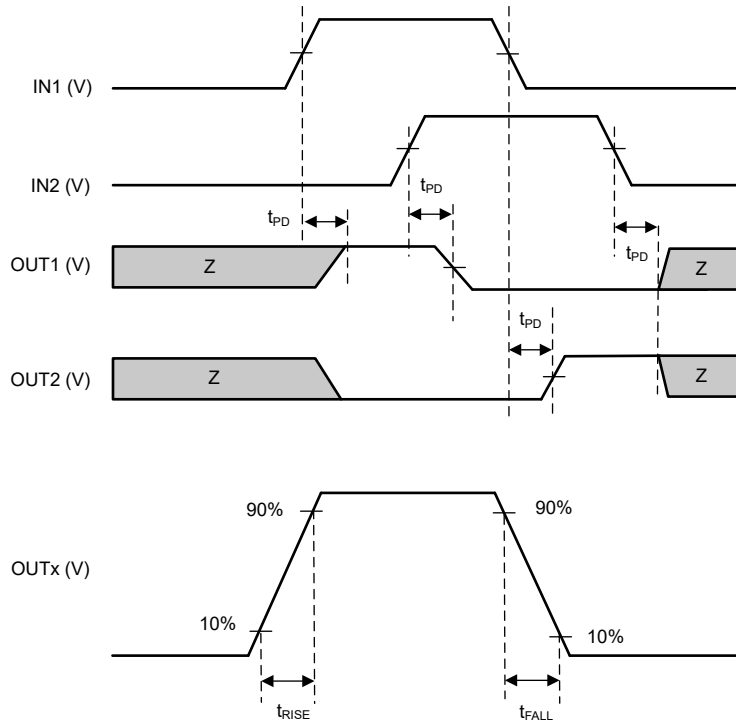 IN1 (V)
IN2 (V)
tPD
tPD
tPD
OUT1 (V)
Z
Z
tPD
OUT2 (V)
Z
Z
90%
90%
OUTx (V)
10%
10%
tRISE
tFALL